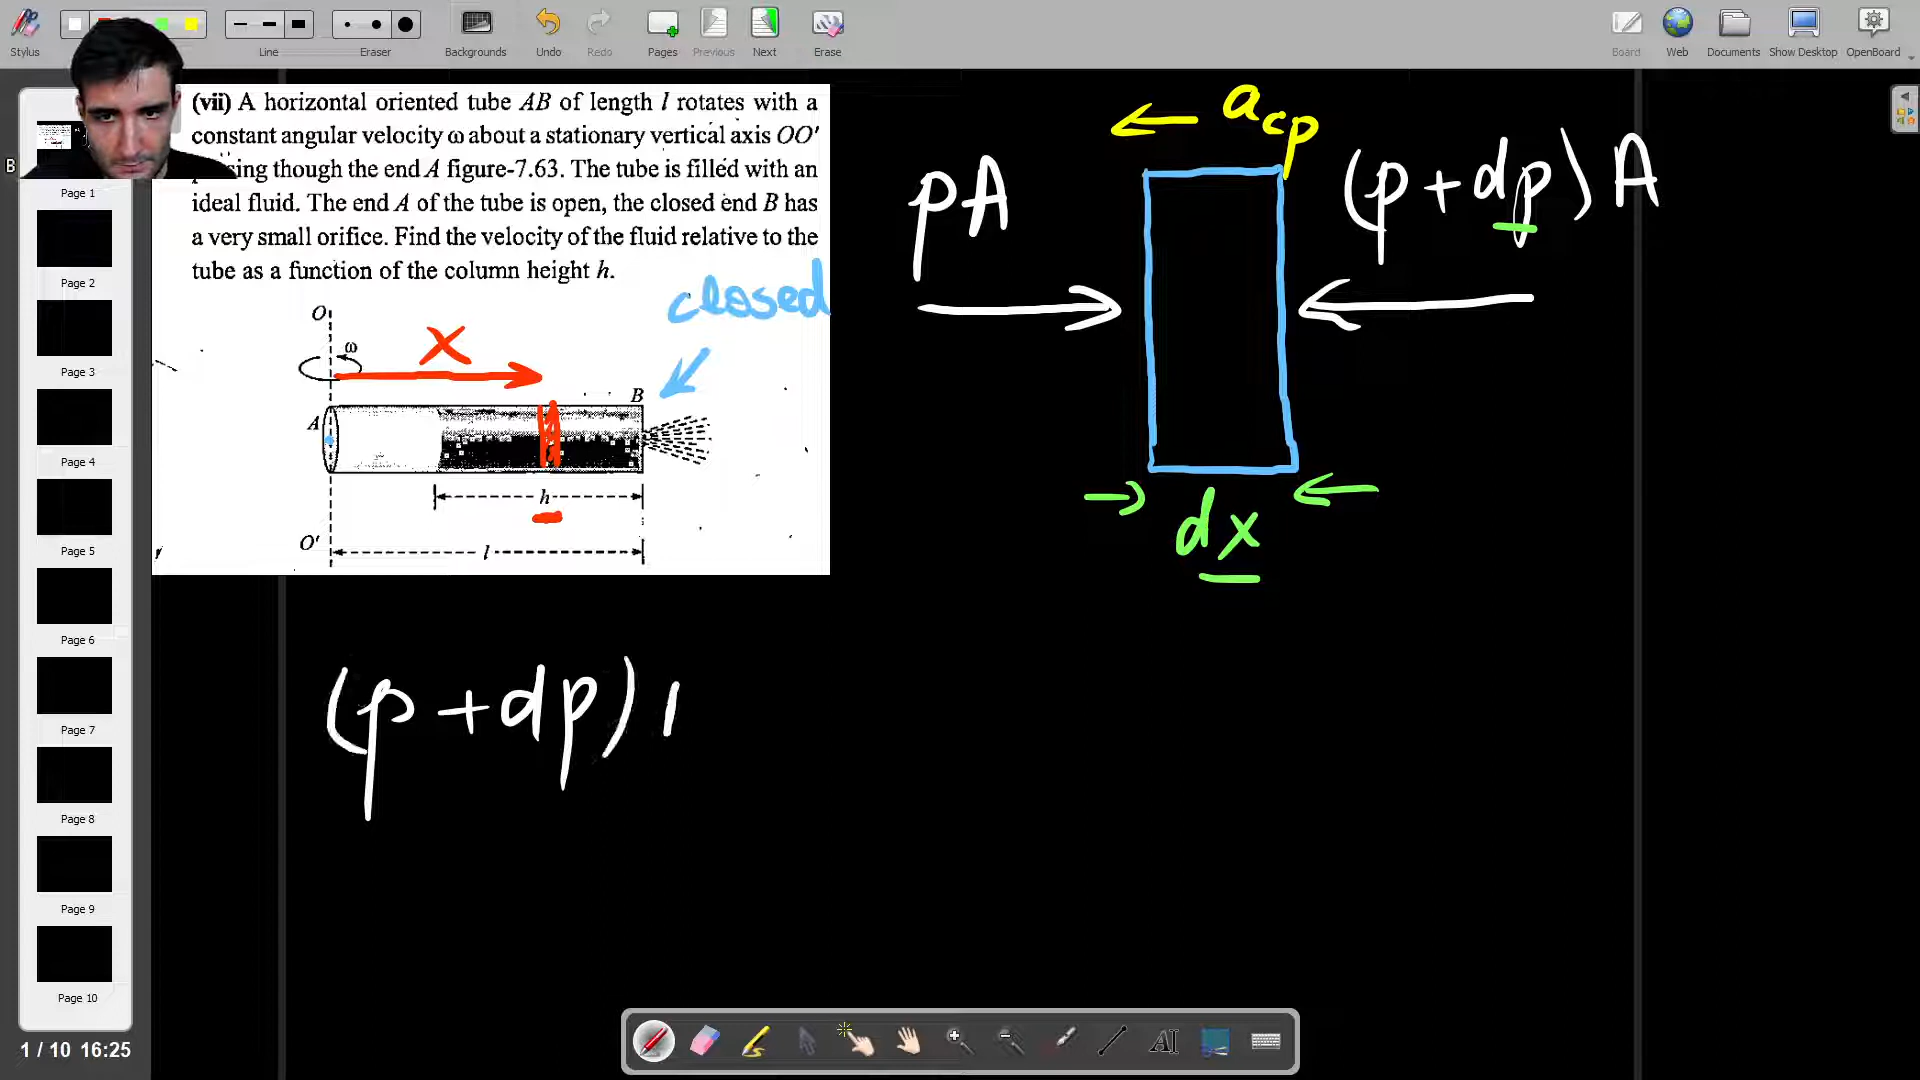 Stylus
Line
Eraser
Backgrounds
Undo
Redo
Pages
Previous
Next
Erase
Board
Web
Documents
Show Desktop
OpenBoard
B
Page 1
Page 2
Page 3
Page 4
Page 5
Page 6
Page 7
Page 8
Page 9
Page 10
1 / 10 16:25
(vii) A horizontal oriented tube AB of length l rotates with a
constant angular velocity ω about a stationary vertical axis OO'
ing though the end A figure-7.63. The tube is filled with an
ideal fluid. The end A of the tube is open, the closed end B has
a very small orifice. Find the velocity of the fluid relative to the
tube as a function of the column height h.
closed
O
ω
X
A
B
h
O'
l
a cp
pA
(p+dp)A
dx
(p+dp)
AI